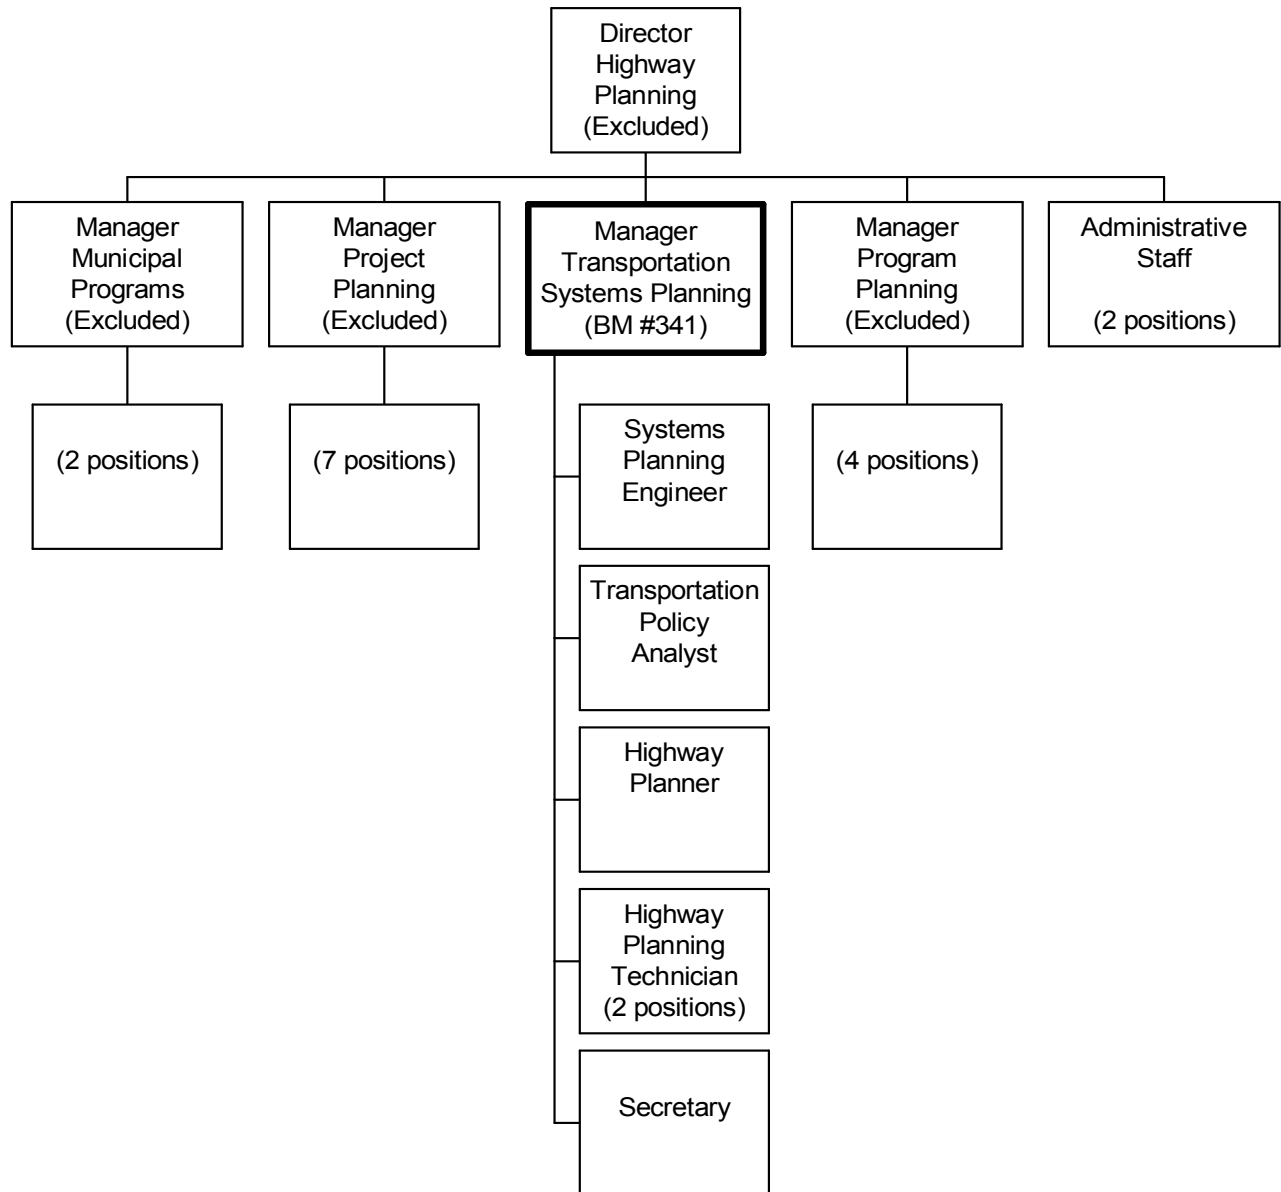 Director
Highway
Planning
(Excluded)
Manager
Municipal
Programs
(Excluded)
Manager
Project
Planning
(Excluded)
Manager
Transportation
Systems Planning
(BM #341)
Manager
Program
Planning
(Excluded)
Administrative
Staff
(2 positions)
(2 positions)
(7 positions)
(4 positions)
Systems
Planning
Engineer
Transportation
Policy
Analyst
Highway
Planner
Highway
Planning
Technician
(2 positions)
Secretary